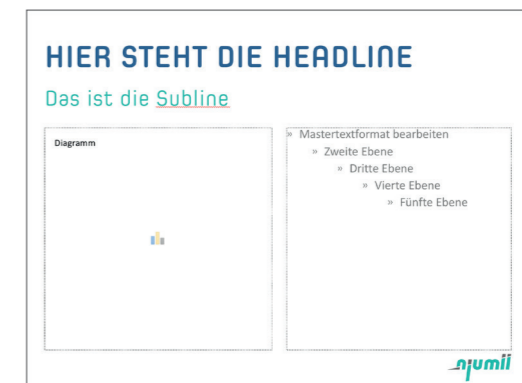 HIER STEHT DIE HEADLINE
Das ist die Subline
Diagramm
» Mastertextformat bearbeiten
» Zweite Ebene
» Dritte Ebene
» Vierte Ebene
» Fünfte Ebene
njumii